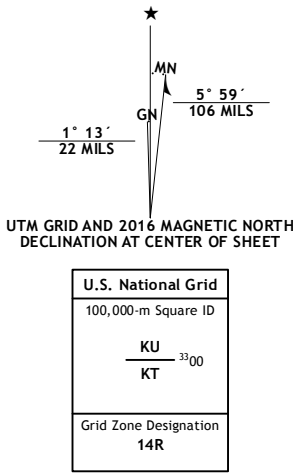 ★
MN
GN
5° 59´
106 MILS
1° 13´
22 MILS
UTM GRID AND 2016 MAGNETIC NORTH
DECLINATION AT CENTER OF SHEET
U.S. National Grid
100,000-m Square ID
KU
3300
KT
Grid Zone Designation
14R